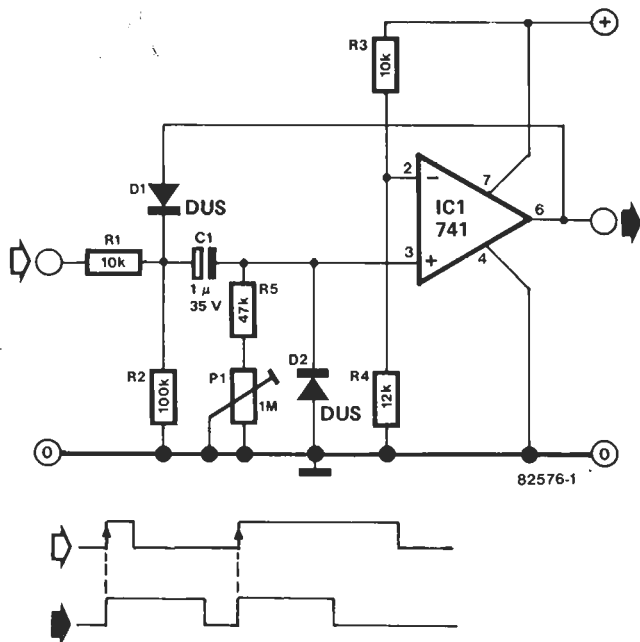 R3
10k
+
D1
DUS
2
−
7
IC1
741
6
R1
10k
C1
1 µ
35 V
3
+
4
R5
47k
R2
100k
P1
1M
D2
DUS
R4
12k
0
0
82576-1